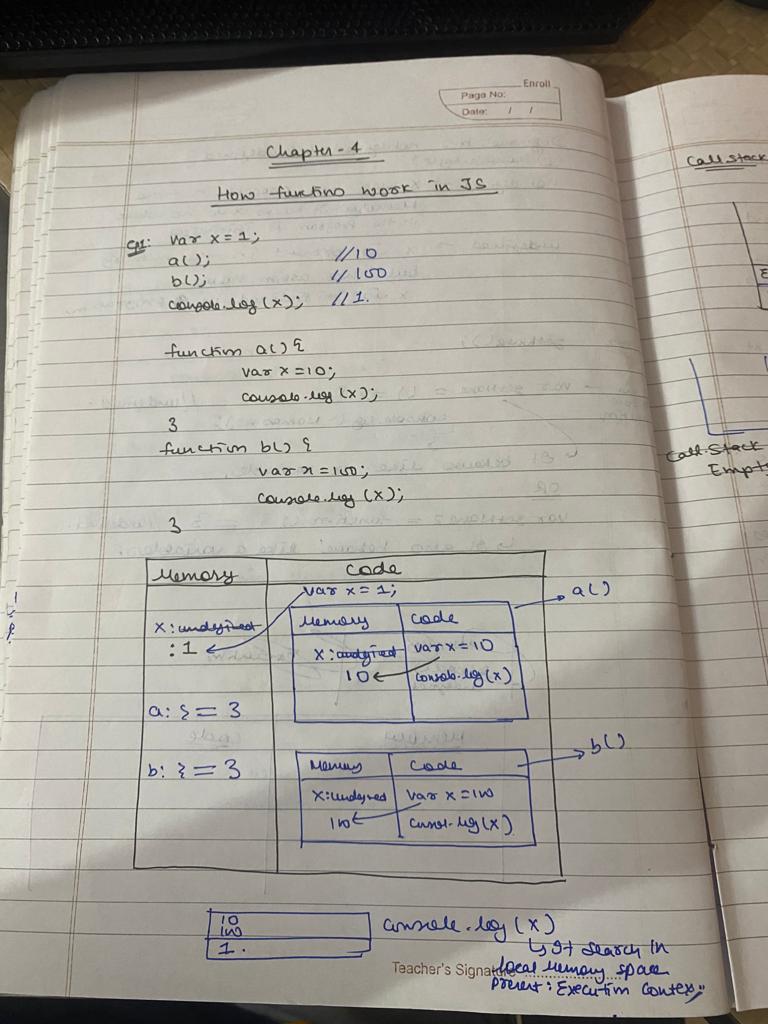 Enroll
Page No:
Date: / /
Chapter - 4
How functino work in JS
var x = 1;
a(); //10
b(); //100
console.log (x); //1.
function a() {
var x = 10;
console.log (x);
}
function b() {
var x = 100;
console.log (x);
}
Memory Code
var x = 1;
x: undefined
: 1
a: { = }
b: { = }
a()
Memory Code
x: undefined var x = 10
10 console.log (x)
b()
Memory Code
x: undefined var x = 100
100 console.log (x)
10
100
1.
console.log (x)
↳ It search in
local memory space
present : Execution Context
Teacher's Signature
Call Stack
Call Stack
Empty